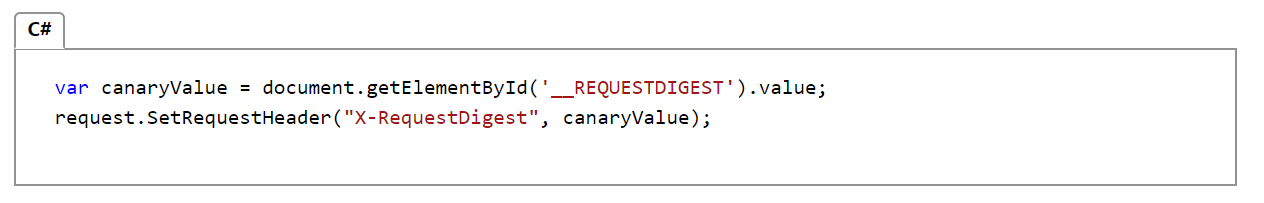 C#
var canaryValue = document.getElementById('__REQUESTDIGEST').value;
request.SetRequestHeader("X-RequestDigest", canaryValue);